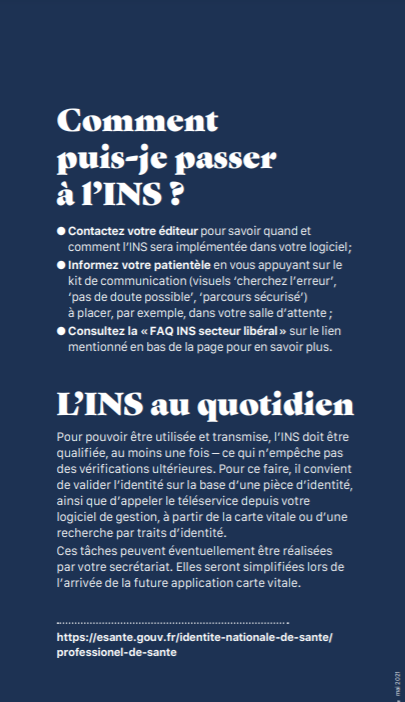 Comment
puis-je passer
à l'INS ?
● Contactez votre éditeur pour savoir quand et
comment l'INS sera implémentée dans votre logiciel ;
● Informez votre patientèle en vous appuyant sur le
kit de communication (visuels ‘cherchez l'erreur’,
‘pas de doute possible’, ‘parcours sécurisé’)
à placer, par exemple, dans votre salle d'attente ;
● Consultez la « FAQ INS secteur libéral » sur le lien
mentionné en bas de la page pour en savoir plus.
L'INS au quotidien
Pour pouvoir être utilisée et transmise, l'INS doit être
qualifiée, au moins une fois – ce qui n'empêche pas
des vérifications ultérieures. Pour ce faire, il convient
de valider l'identité sur la base d'une pièce d'identité,
ainsi que d'appeler le téléservice depuis votre
logiciel de gestion, à partir de la carte vitale ou d'une
recherche par traits d'identité.
Ces tâches peuvent éventuellement être réalisées
par votre secrétariat. Elles seront simplifiées lors de
l'arrivée de la future application carte vitale.
https://esante.gouv.fr/identite-nationale-de-sante/
professionel-de-sante
mai 2021